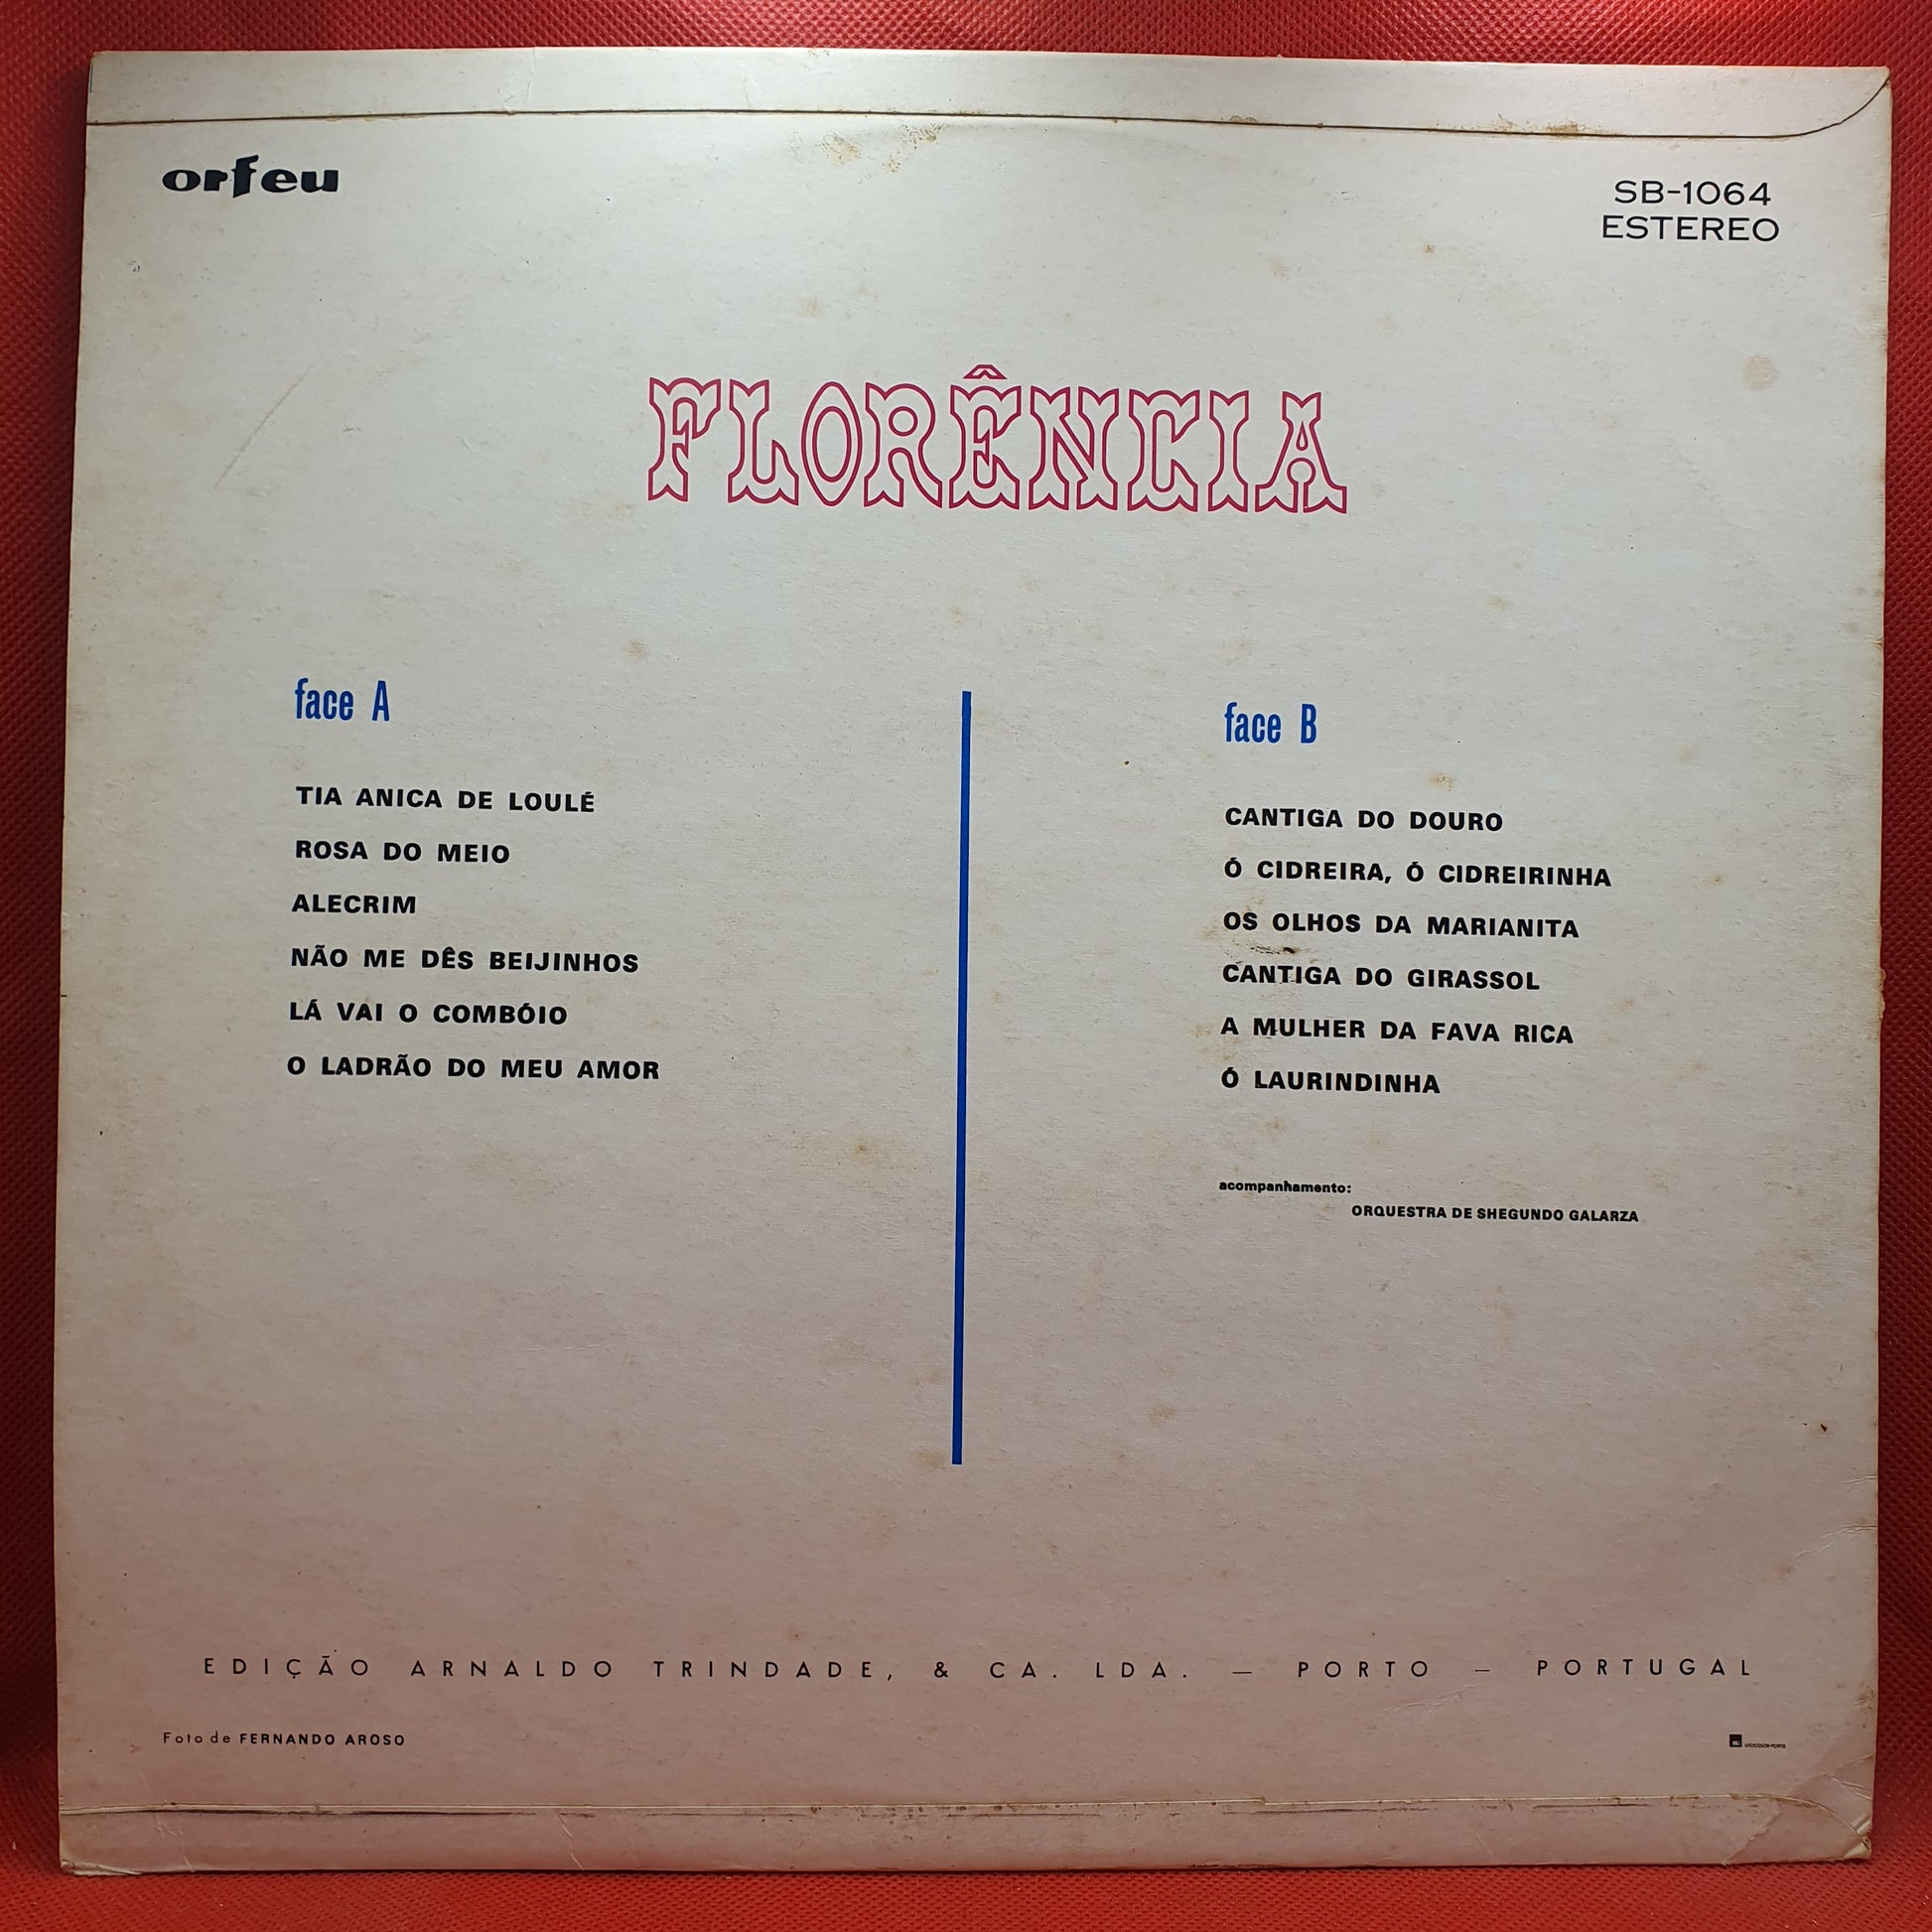 orfeu
SB-1064
ESTEREO
FLORÊNCIA
face A
TIA ANICA DE LOULÉ
ROSA DO MEIO
ALECRIM
NÃO ME DÊS BEIJINHOS
LÁ VAI O COMBÓIO
O LADRÃO DO MEU AMOR
face B
CANTIGA DO DOURO
Ó CIDREIRA, Ó CIDREIRINHA
OS OLHOS DA MARIANITA
CANTIGA DO GIRASSOL
A MULHER DA FAVA RICA
Ó LAURINDINHA
acompanhamento:
ORQUESTRA DE SHEGUNDO GALARZA
EDIÇÃO ARNALDO TRINDADE, & CA. LDA. — PORTO — PORTUGAL
Foto de FERNANDO AROSO